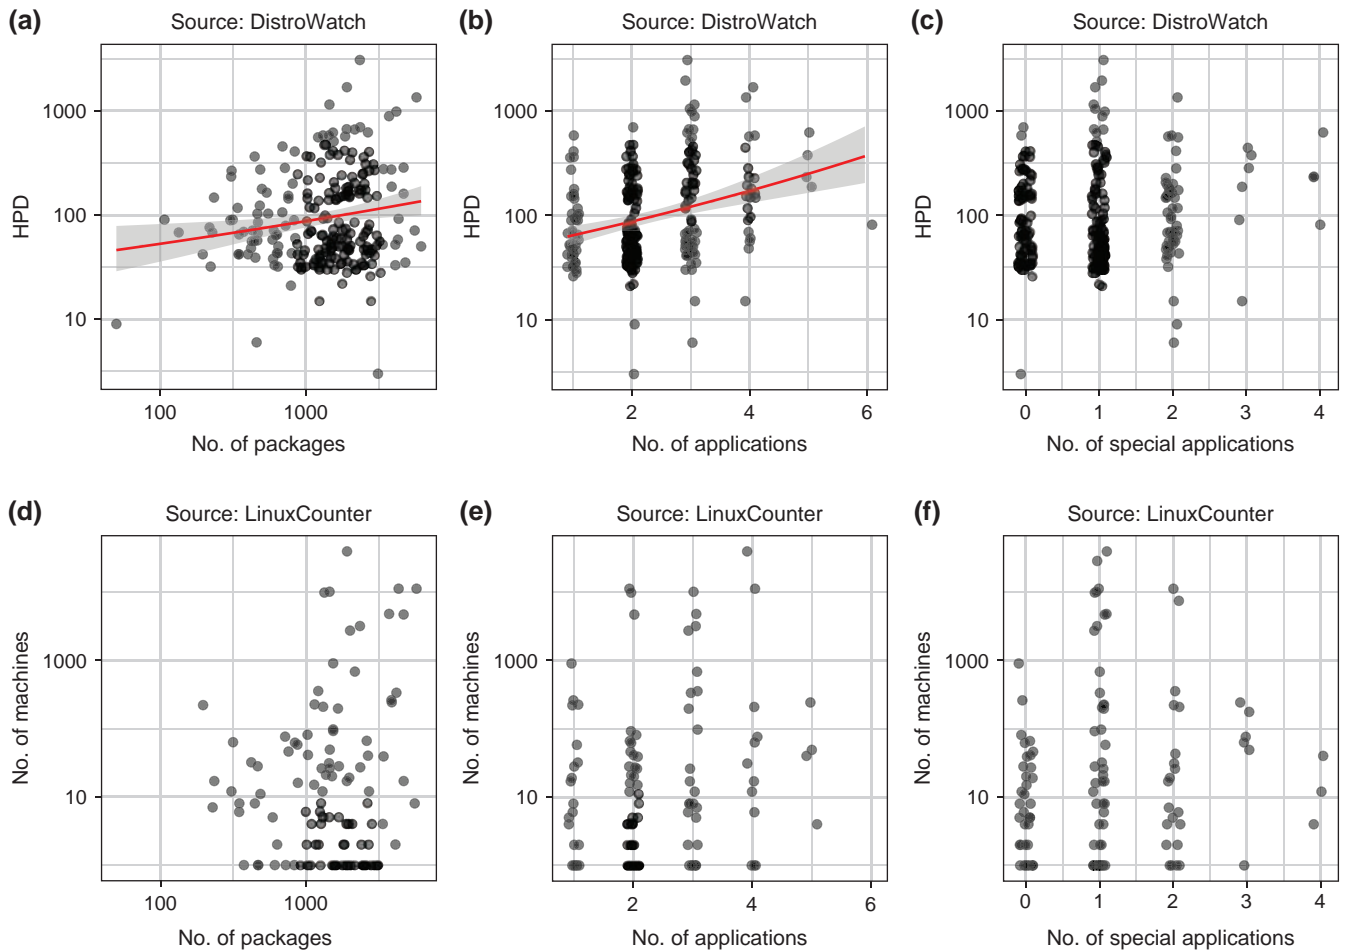 (a) Source: DistroWatch
HPD
1000
100
10
100 1000
No. of packages
(b) Source: DistroWatch
HPD
1000
100
10
2 4 6
No. of applications
(c) Source: DistroWatch
HPD
1000
100
10
0 1 2 3 4
No. of special applications
(d) Source: LinuxCounter
No. of machines
1000
10
100 1000
No. of packages
(e) Source: LinuxCounter
No. of machines
1000
10
2 4 6
No. of applications
(f) Source: LinuxCounter
No. of machines
1000
10
0 1 2 3 4
No. of special applications